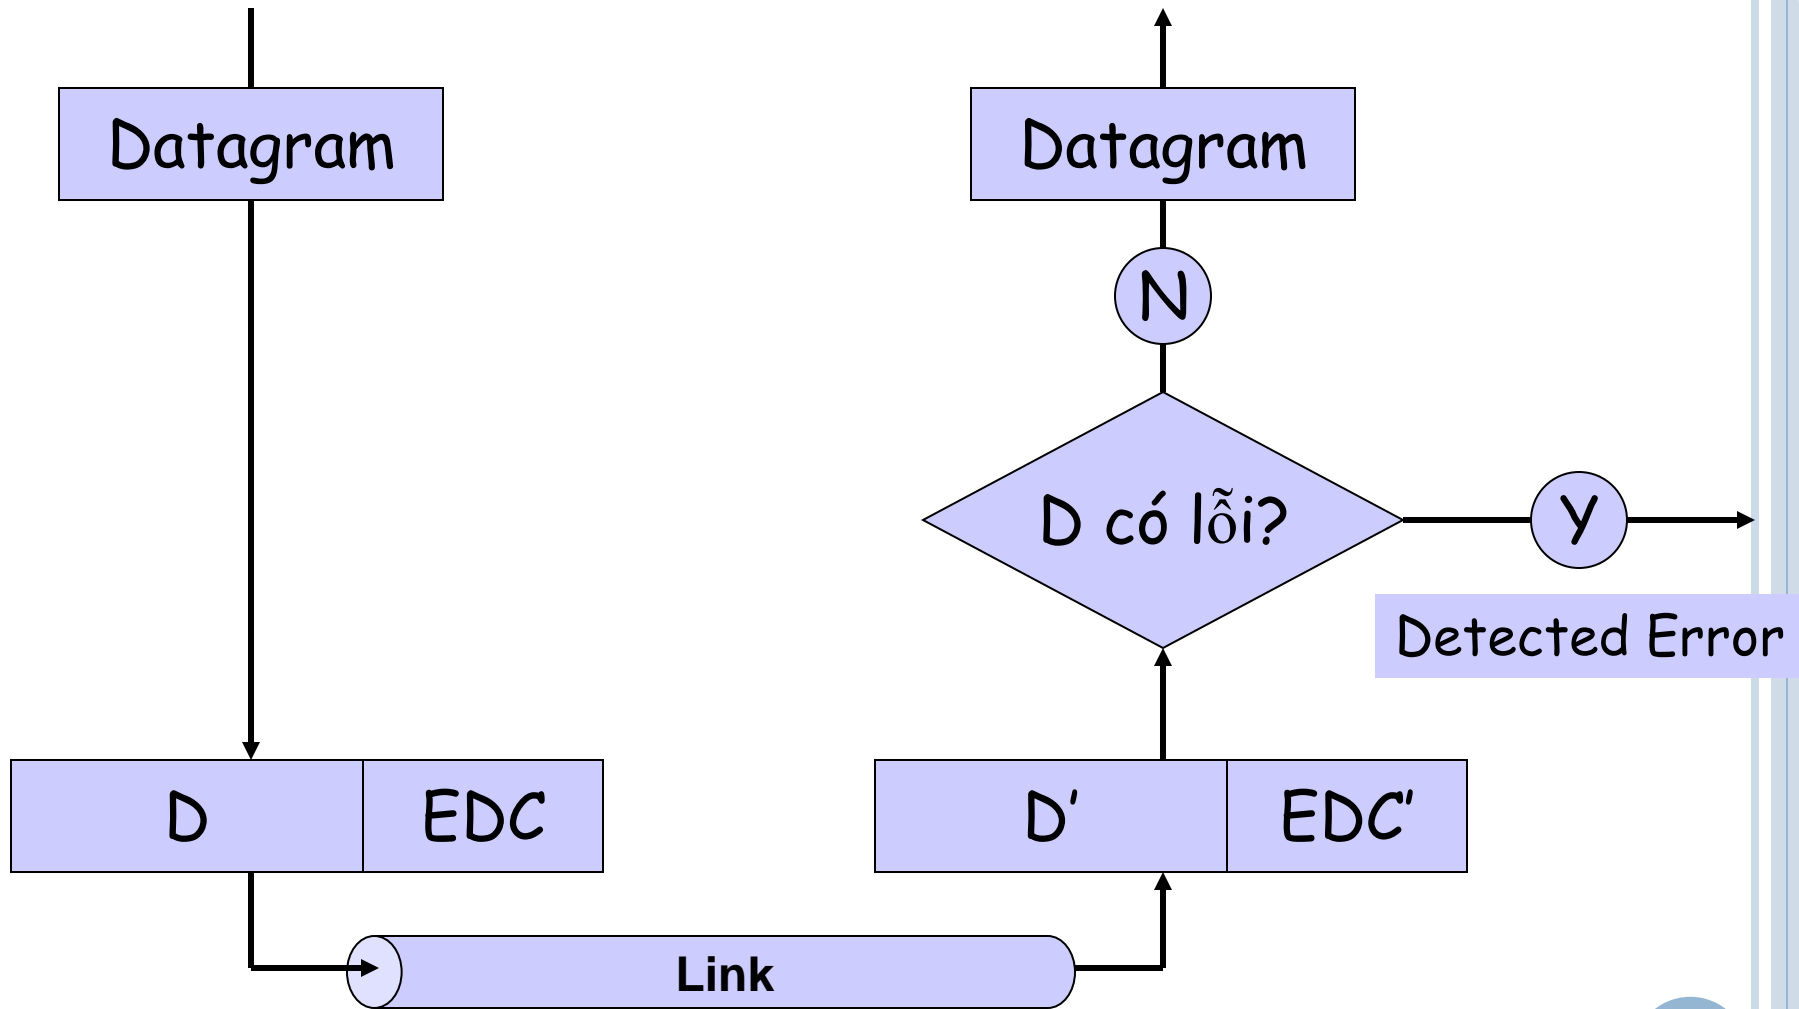 Datagram
Datagram
N
D có lỗi?
Y
Detected Error
D
EDC
D'
EDC'
Link